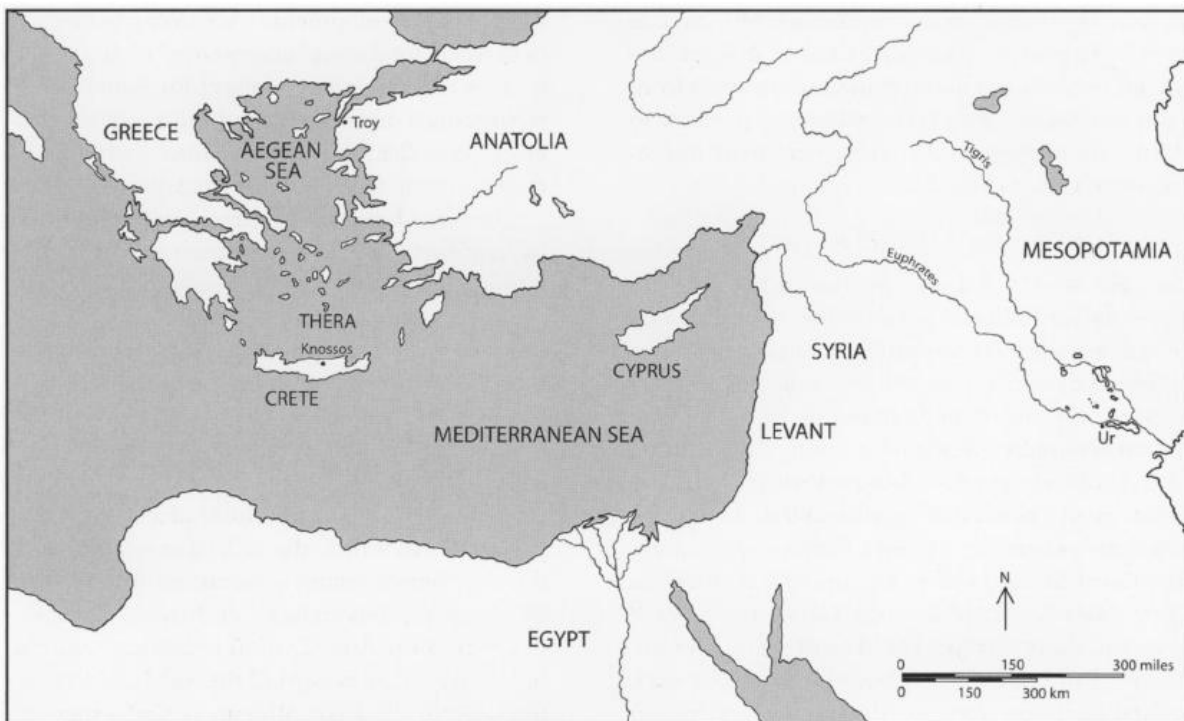 GREECE
AEGEAN
SEA
Troy
ANATOLIA
Tigris
MESOPOTAMIA
Euphrates
THERA
Knossos
CRETE
CYPRUS
SYRIA
MEDITERRANEAN SEA
LEVANT
Ur
EGYPT
N
0 150 300 miles
0 150 300 km